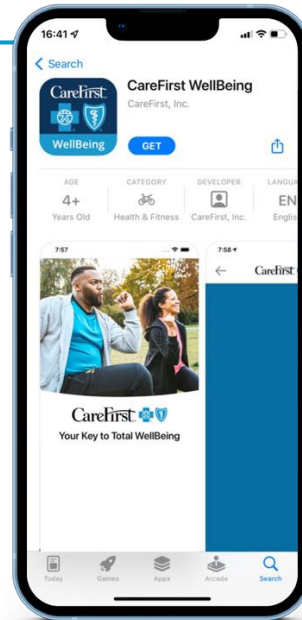 16:41
Search
CareFirst
WellBeing
CareFirst WellBeing
CareFirst, Inc.
GET
AGE
4+
Years Old
CATEGORY
Health & Fitness
DEVELOPER
CareFirst, Inc.
LANGUA
EN
Englis
7:57
CareFirst
Your Key to Total WellBeing
7:58
CareFirst
Today
Games
Apps
Arcade
Search